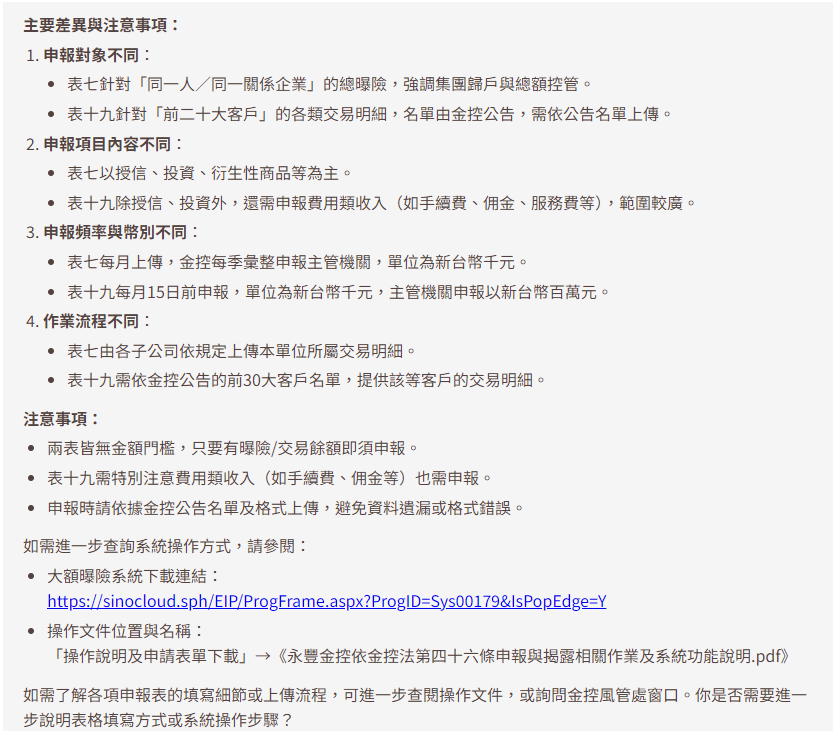 主要差異與注意事項：
1. 申報對象不同：
• 表七針對「同一人／同一關係企業」的總曝險，強調集團歸戶與總額控管。
• 表十九針對「前二十大客戶」的各類交易明細，名單由金控公告，需依公告名單上傳。
2. 申報項目內容不同：
• 表七以授信、投資、衍生性商品等為主。
• 表十九除授信、投資外，還需申報費用類收入（如手續費、佣金、服務費等），範圍較廣。
3. 申報頻率與幣別不同：
• 表七每月上傳，金控每季彙整申報主管機關，單位為新台幣千元。
• 表十九每月15日前申報，單位為新台幣千元，主管機關申報以新台幣百萬元。
4. 作業流程不同：
• 表七由各子公司依規定上傳本單位所屬交易明細。
• 表十九需依金控公告的前30大客戶名單，提供該等客戶的交易明細。
注意事項：
• 兩表皆無金額門檻，只要有曝險/交易餘額即須申報。
• 表十九需特別注意費用類收入（如手續費、佣金等）也需申報。
• 申報時請依據金控公告名單及格式上傳，避免資料遺漏或格式錯誤。
如需進一步查詢系統操作方式，請參閱：
• 大額曝險系統下載連結：
https://sinocloud.sph/EIP/ProgFrame.aspx?ProgID=Sys00179&IsPopEdge=Y
• 操作文件位置與名稱：
「操作說明及申請表單下載」→《永豐金控依金控法第四十六條申報與揭露相關作業及系統功能說明.pdf》
如需了解各項申報表的填寫細節或上傳流程，可進一步查閱操作文件，或詢問金控風管處窗口。你是否需要進一
步說明表格填寫方式或系統操作步驟？